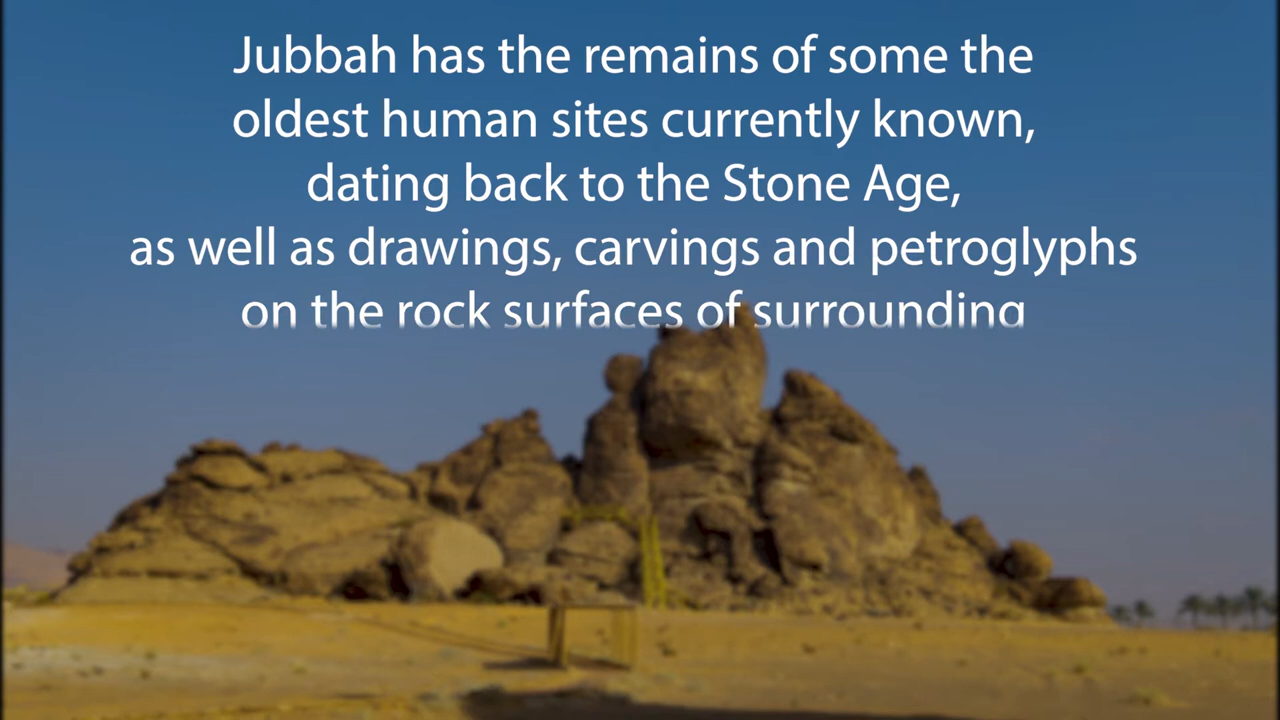 Jubbah has the remains of some the
oldest human sites currently known,
dating back to the Stone Age,
as well as drawings, carvings and petroglyphs
on the rock surfaces of surrounding